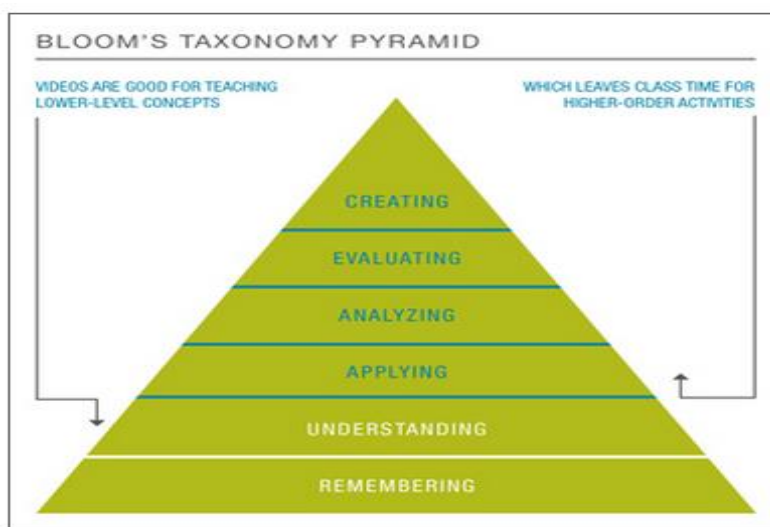 BLOOM'S TAXONOMY PYRAMID
VIDEOS ARE GOOD FOR TEACHING
LOWER-LEVEL CONCEPTS
WHICH LEAVES CLASS TIME FOR
HIGHER-ORDER ACTIVITIES
CREATING
EVALUATING
ANALYZING
APPLYING
UNDERSTANDING
REMEMBERING